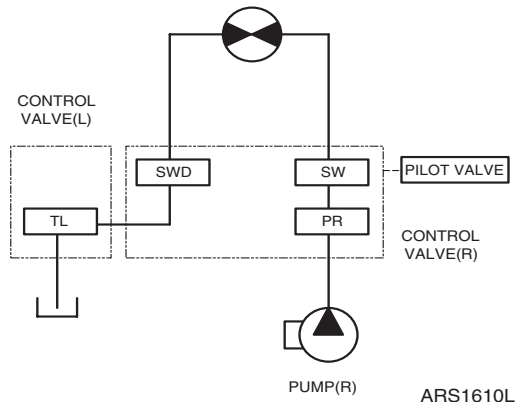 CONTROL
VALVE(L)
SWD
SW
PILOT VALVE
TL
PR
CONTROL
VALVE(R)
PUMP(R)
ARS1610L